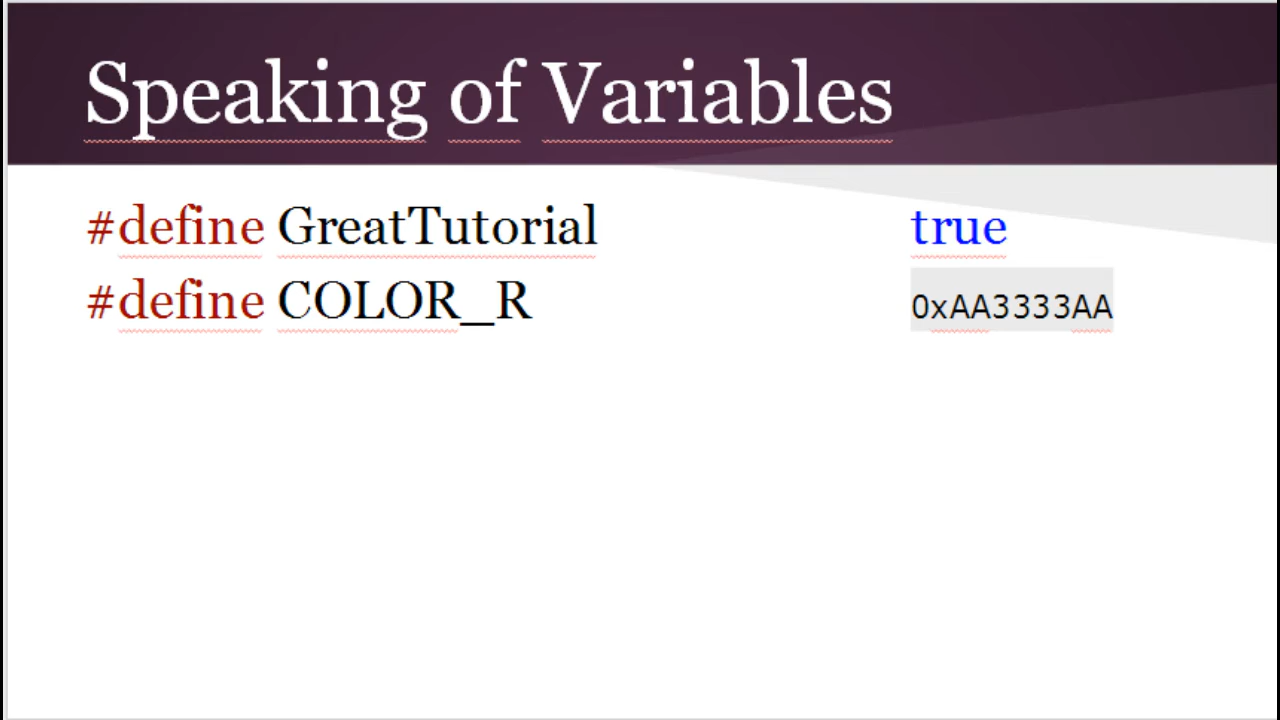 Speaking of Variables
#define GreatTutorial true
#define COLOR_R 0xAA3333AA